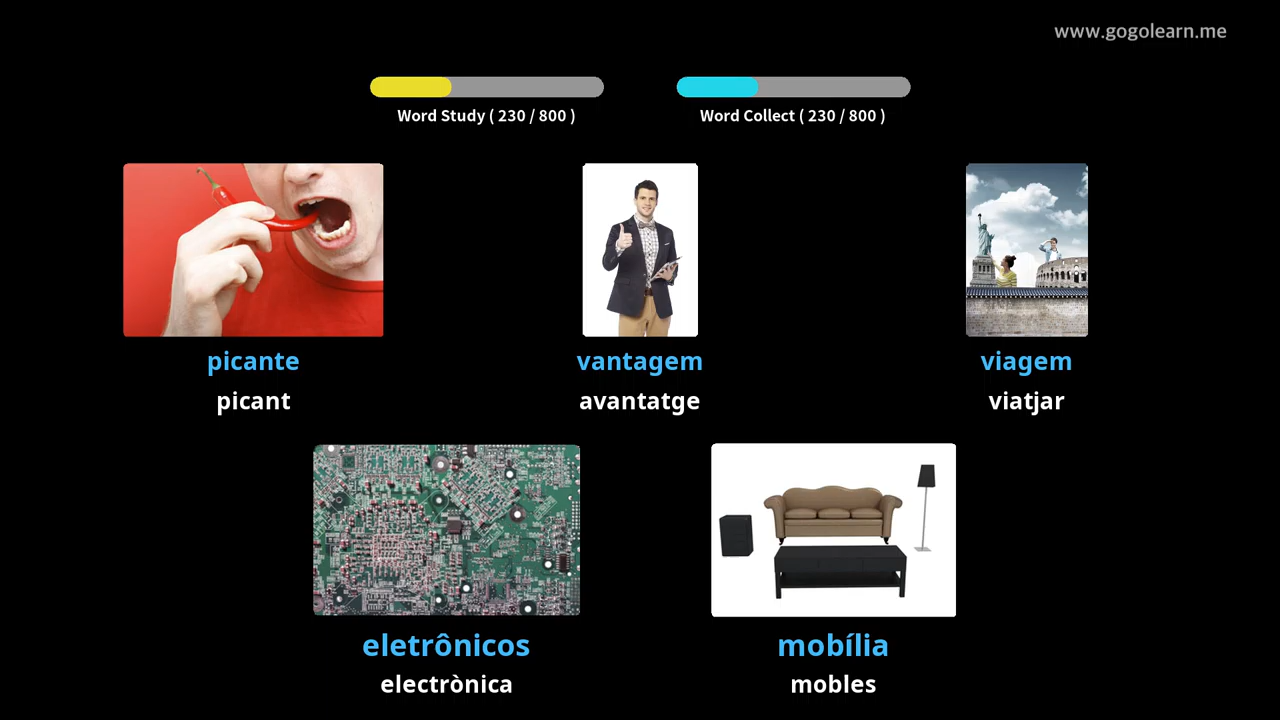 www.gogolearn.me
Word Study ( 230 / 800 )
Word Collect ( 230 / 800 )
picante
vantagem
viagem
picant
avantatge
viatjar
eletrônicos
mobília
electrònica
mobles